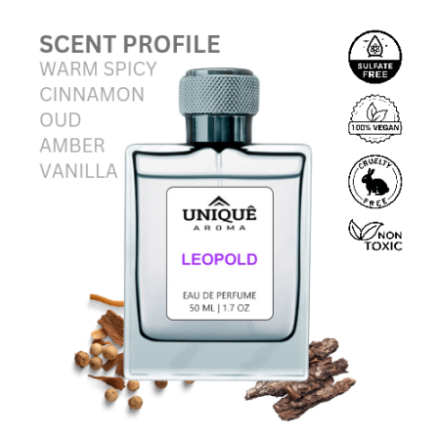 SCENT PROFILE
WARM SPICY
CINNAMON
OUD
AMBER
VANILLA
UNIQUÊ
AROMA
LEOPOLD
EAU DE PERFUME
50 ML | 1.7 OZ
SULFATE
FREE
100% VEGAN
CRUELTY
FREE
NON
TOXIC